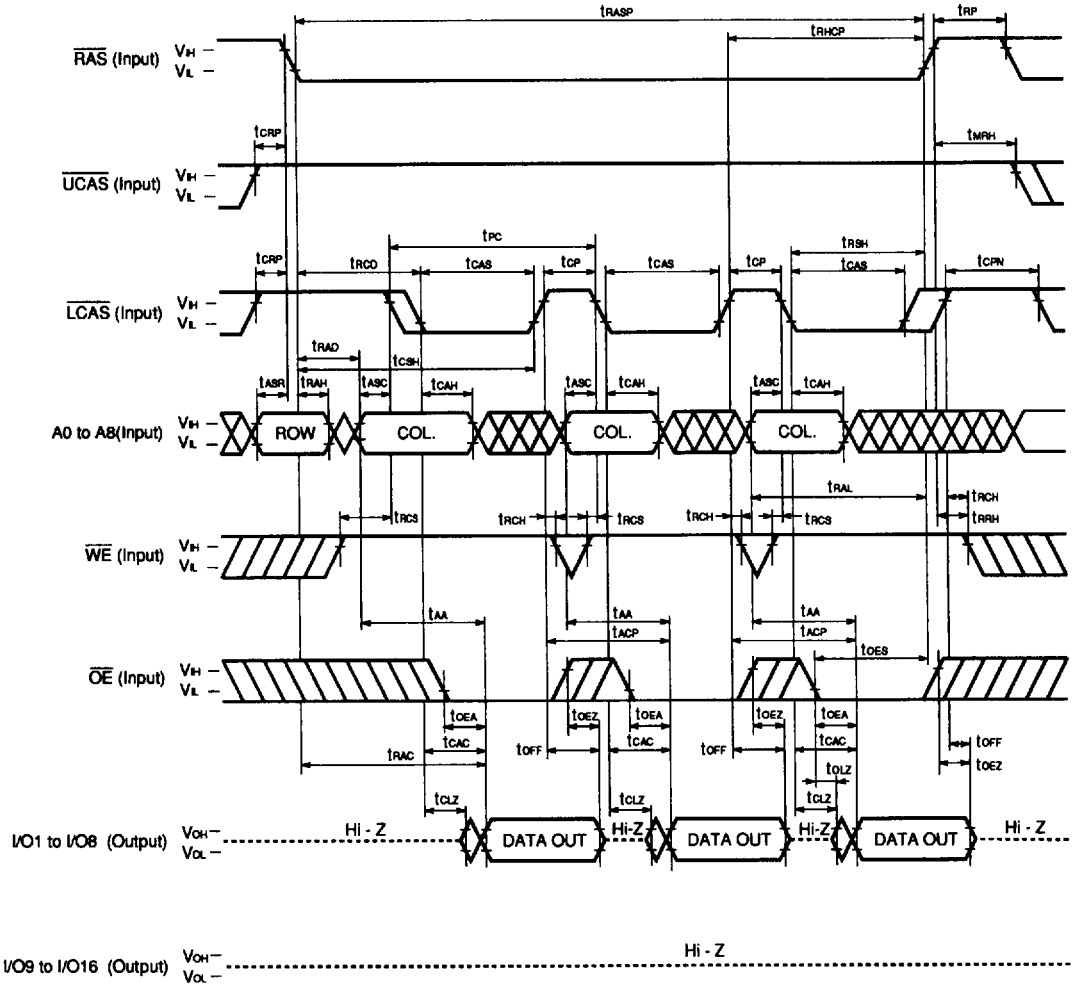 tRASP tRP
tRHCP
RAS (Input) VIH
VIL
tCRP tMRH
UCAS (Input) VIH
VIL
tPC tRSH
tCRP tRCD tCAS tCP tCAS tCP tCAS tCPN
LCAS (Input) VIH
VIL
tRAD tCSH
tASR tRAH tASC tCAH tASC tCAH tASC tCAH
A0 to A8(Input) VIH
VIL
ROW COL. COL. COL.
tRAL
tRCS tRCH tRCS tRCH tRCS tRCH
tRRH
WE (Input) VIH
VIL
tAA tAA tAA
tACP tACP
tOES
OE (Input) VIH
VIL
tOEA tOEZ tOEA tOEZ tOEA
tCAC tOFF tCAC tOFF tCAC tOFF
tRAC tOLZ tOEZ
tCLZ tCLZ tCLZ
I/O1 to I/O8 (Output) VOH
VOL
Hi - Z DATA OUT Hi-Z DATA OUT Hi-Z DATA OUT Hi - Z
I/O9 to I/O16 (Output) VOH
VOL
Hi - Z